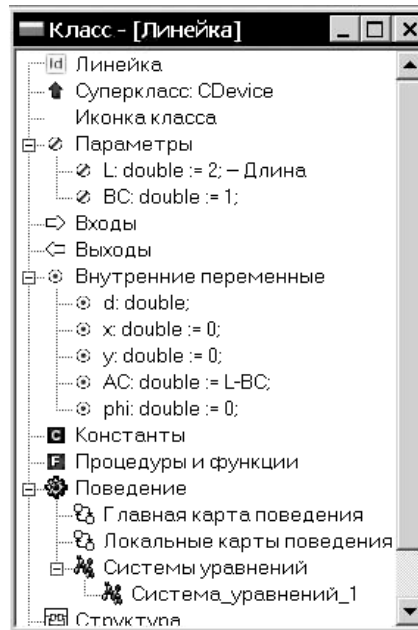 Класс - [Линейка]
Id Линейка
Суперкласс: CDevice
Иконка класса
Параметры
L: double := 2; – Длина
BC: double := 1;
Входы
Выходы
Внутренние переменные
d: double;
x: double := 0;
y: double := 0;
AC: double := L-BC;
phi: double := 0;
C Константы
F Процедуры и функции
Поведение
Главная карта поведения
Локальные карты поведения
Системы уравнений
Система_уравнений_1
Структура